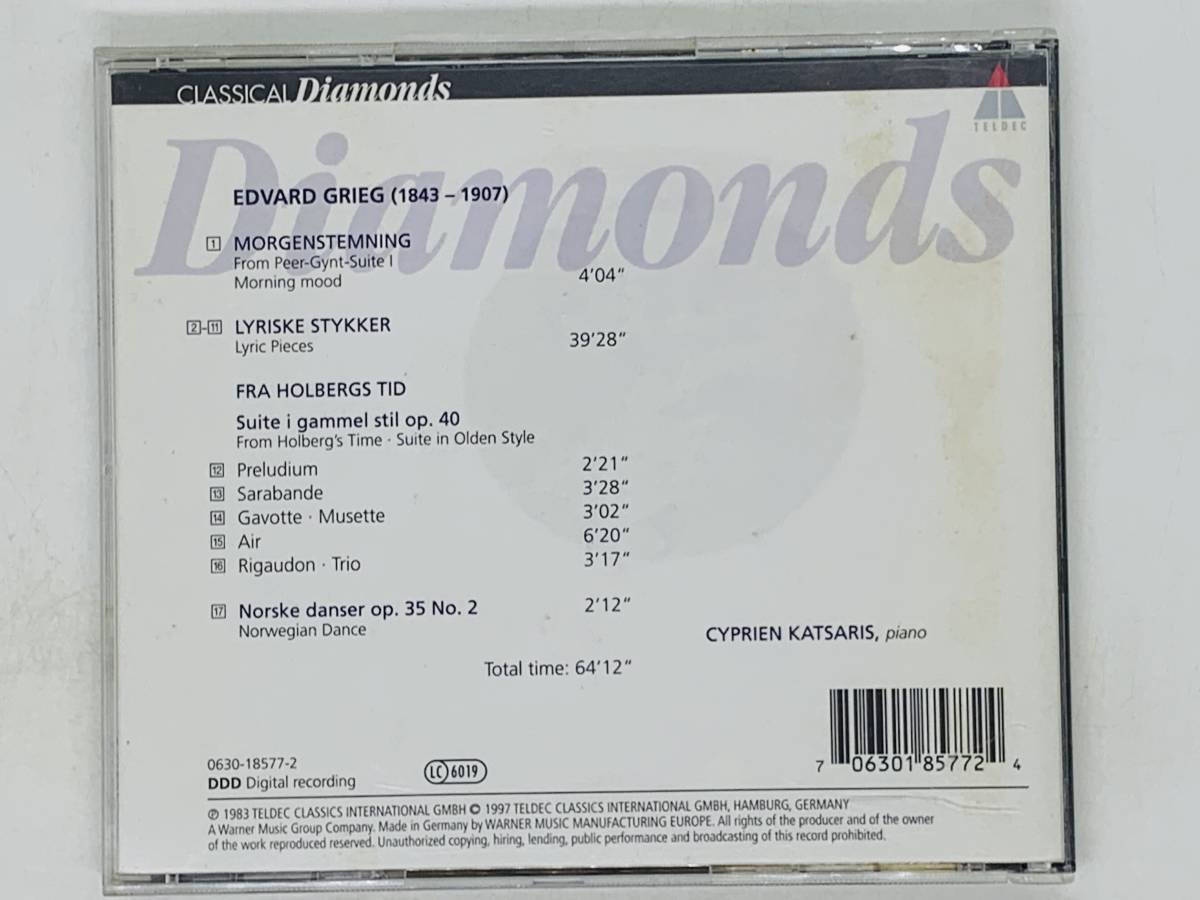 CLASSICAL Diamonds
TELDEC
Diamonds
EDVARD GRIEG (1843 – 1907)
1 MORGENSTEMNING
From Peer-Gynt-Suite I
Morning mood 4'04"
2-11 LYRISKE STYKKER
Lyric Pieces 39'28"
FRA HOLBERGS TID
Suite i gammel stil op. 40
From Holberg's Time · Suite in Olden Style
12 Preludium 2'21"
13 Sarabande 3'28"
14 Gavotte · Musette 3'02"
15 Air 6'20"
16 Rigaudon · Trio 3'17"
17 Norske danser op. 35 No. 2 2'12"
Norwegian Dance
CYPRIEN KATSARIS, piano
Total time: 64'12"
0630-18577-2
DDD Digital recording
LC 6019
7 06301 85772 4
℗ 1983 TELDEC CLASSICS INTERNATIONAL GMBH © 1997 TELDEC CLASSICS INTERNATIONAL GMBH, HAMBURG, GERMANY
A Warner Music Group Company. Made in Germany by WARNER MUSIC MANUFACTURING EUROPE. All rights of the producer and of the owner
of the work reproduced reserved. Unauthorized copying, hiring, lending, public performance and broadcasting of this record prohibited.